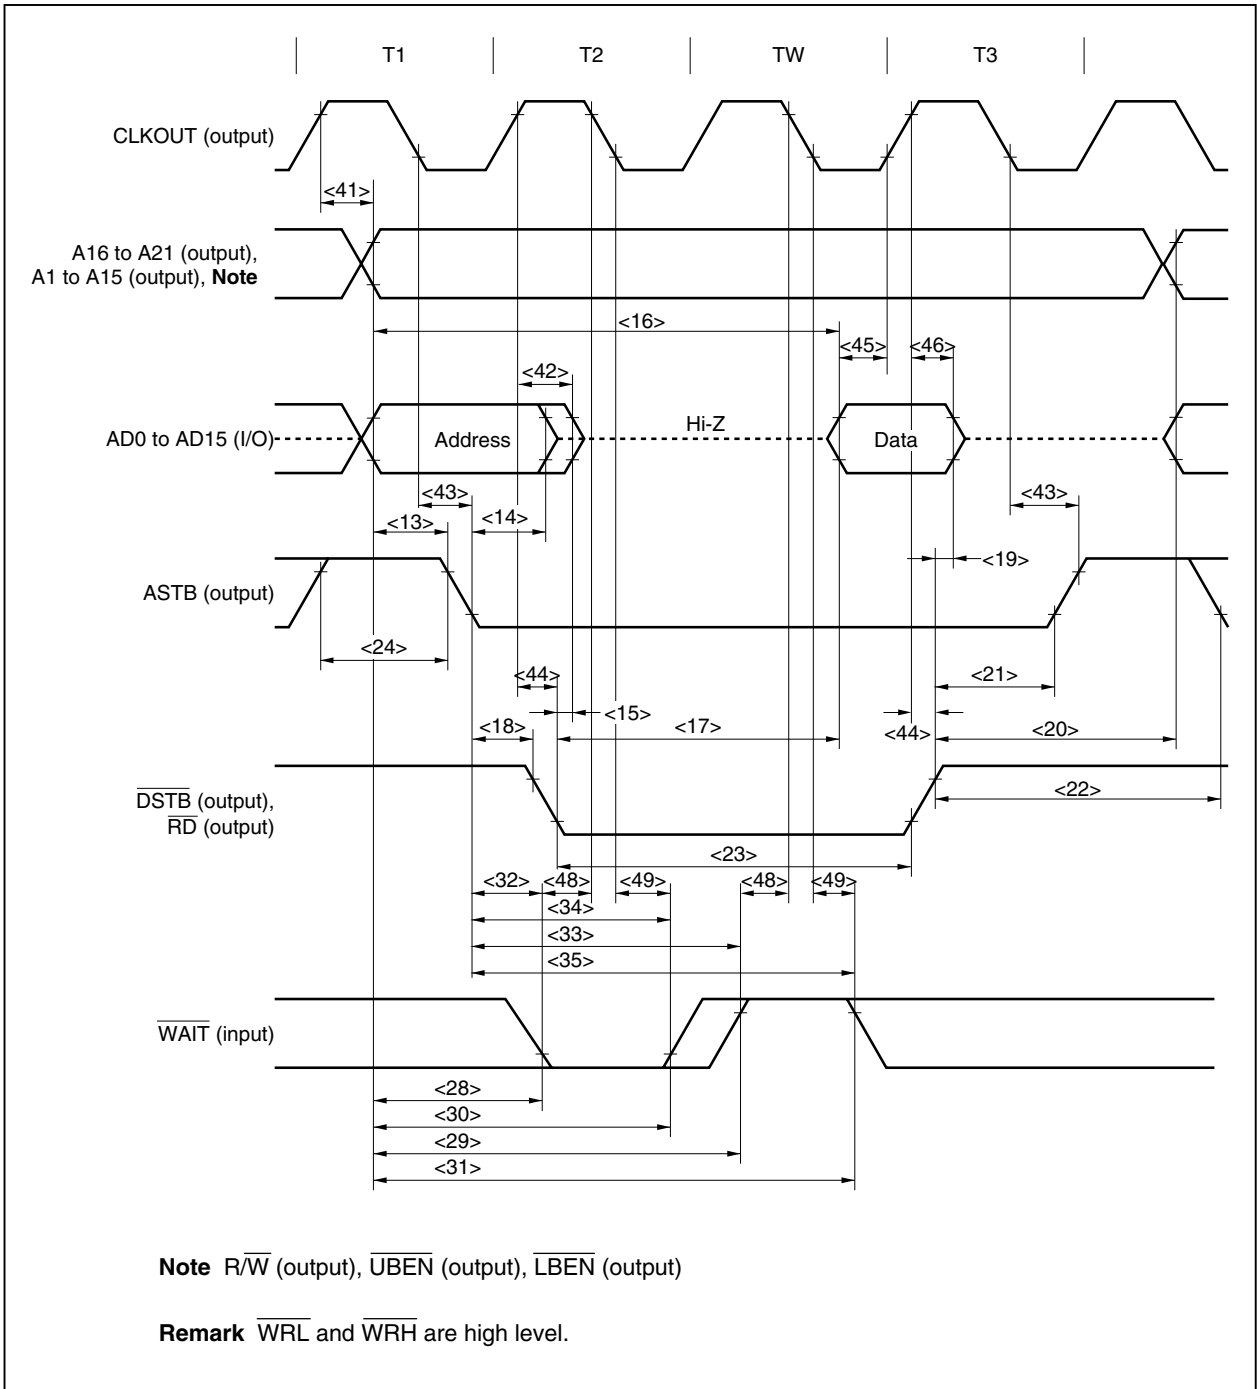 T1 T2 TW T3
CLKOUT (output)
<41>
A16 to A21 (output),
A1 to A15 (output), Note
<16>
<45> <46>
<42>
AD0 to AD15 (I/O) Address Hi-Z Data
<43> <43>
<13> <14>
<19>
ASTB (output)
<24>
<44> <21>
<15>
<18> <17> <44> <20>
DSTB (output),
RD (output)
<22>
<23>
<32> <48> <49> <48> <49>
<34>
<33>
<35>
WAIT (input)
<28>
<30>
<29>
<31>
Note R/W (output), UBEN (output), LBEN (output)
Remark WRL and WRH are high level.